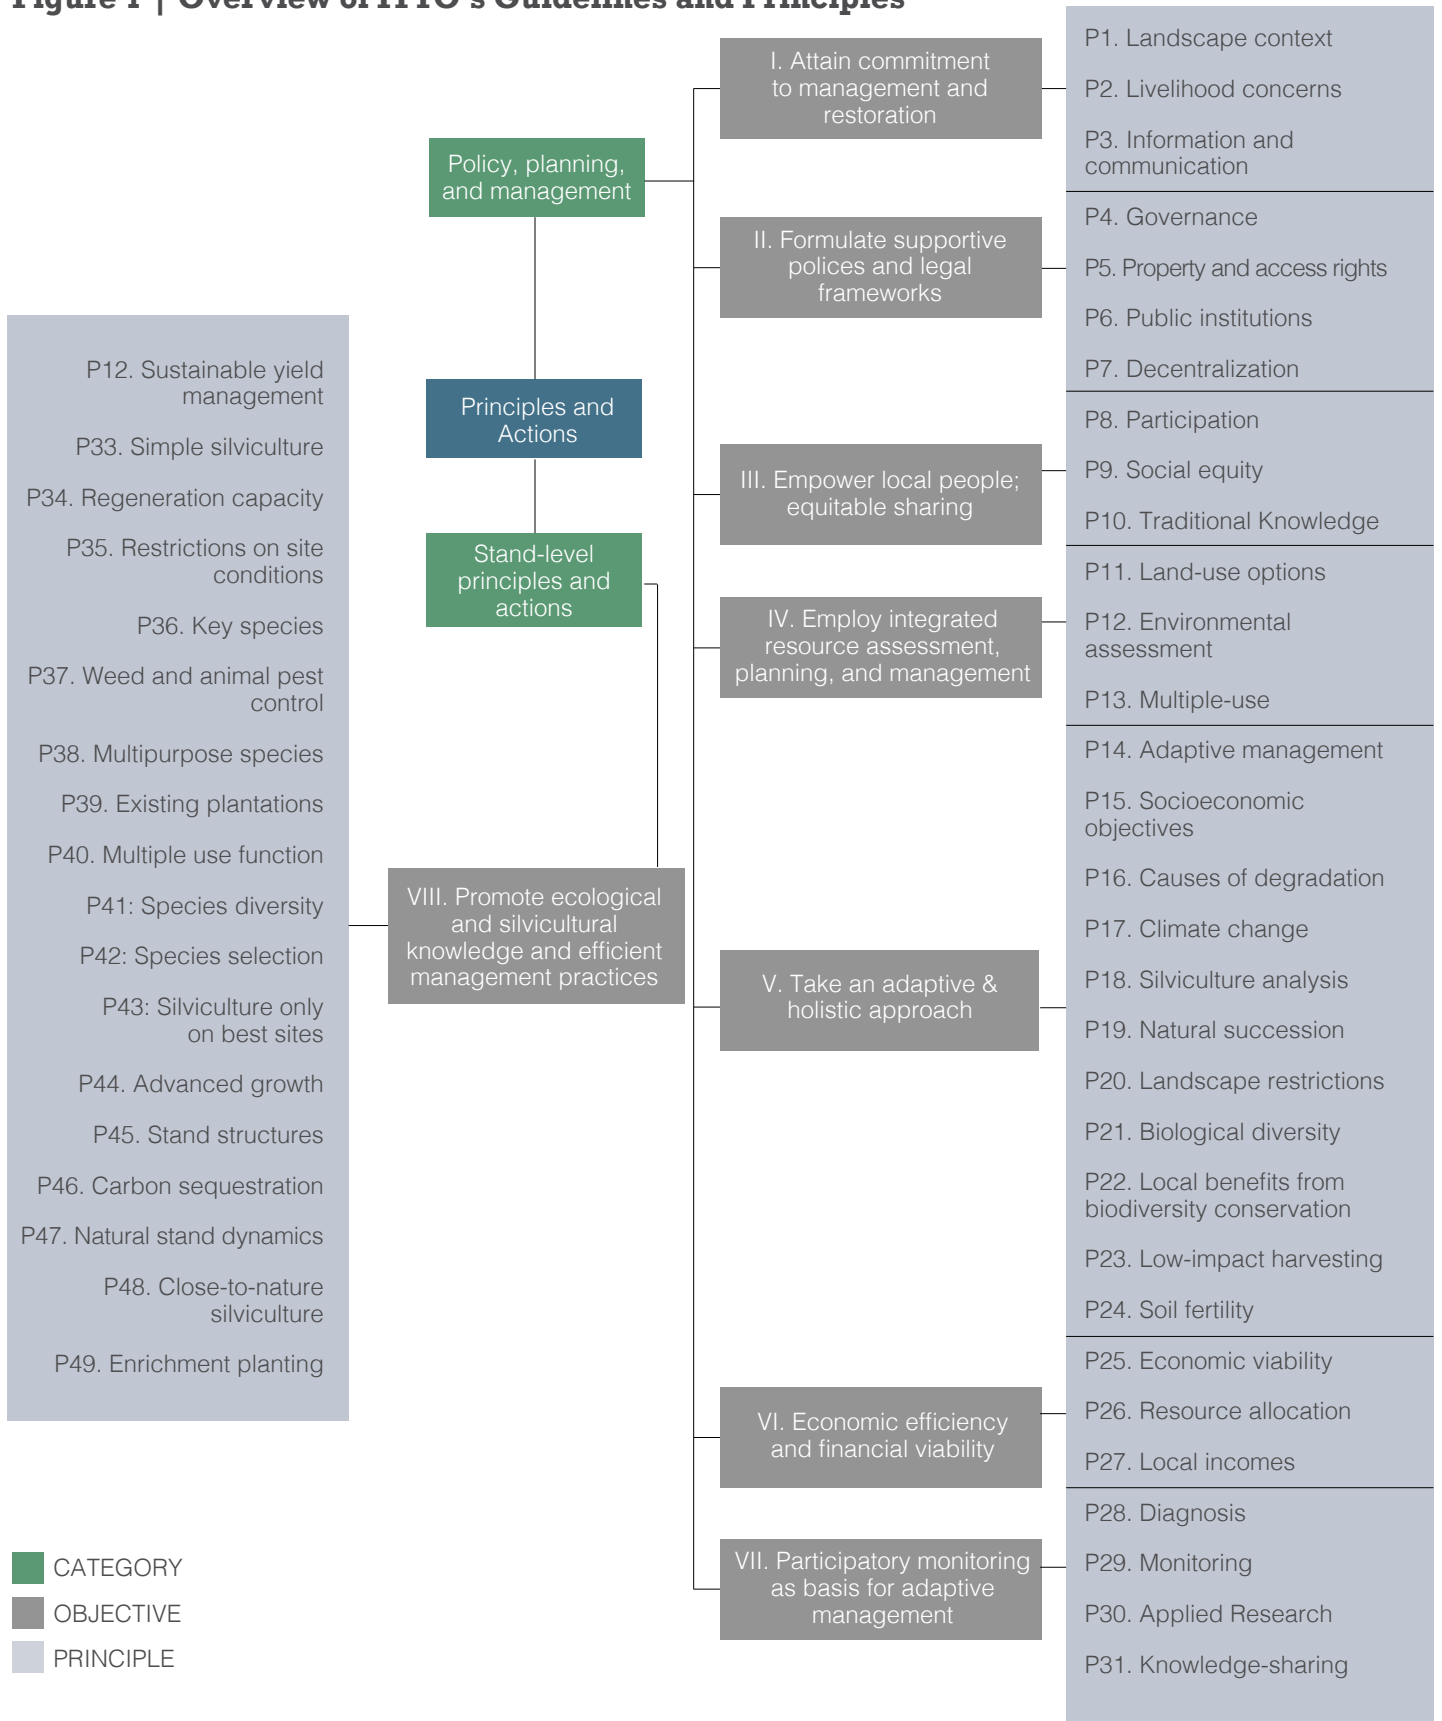 Figure 1 | Overview of ITTO's Guidelines and Principles
I. Attain commitment
to management and
restoration
P1. Landscape context
P2. Livelihood concerns
P3. Information and
communication
Policy, planning,
and management
II. Formulate supportive
polices and legal
frameworks
P4. Governance
P5. Property and access rights
P6. Public institutions
P7. Decentralization
Principles and
Actions
III. Empower local people;
equitable sharing
P8. Participation
P9. Social equity
P10. Traditional Knowledge
Stand-level
principles and
actions
IV. Employ integrated
resource assessment,
planning, and management
P11. Land-use options
P12. Environmental
assessment
P13. Multiple-use
V. Take an adaptive &
holistic approach
P14. Adaptive management
P15. Socioeconomic
objectives
P16. Causes of degradation
P17. Climate change
P18. Silviculture analysis
P19. Natural succession
P20. Landscape restrictions
P21. Biological diversity
P22. Local benefits from
biodiversity conservation
P23. Low-impact harvesting
P24. Soil fertility
VI. Economic efficiency
and financial viability
P25. Economic viability
P26. Resource allocation
P27. Local incomes
VII. Participatory monitoring
as basis for adaptive
management
P28. Diagnosis
P29. Monitoring
P30. Applied Research
P31. Knowledge-sharing
VIII. Promote ecological
and silvicultural
knowledge and efficient
management practices
P12. Sustainable yield
management
P33. Simple silviculture
P34. Regeneration capacity
P35. Restrictions on site
conditions
P36. Key species
P37. Weed and animal pest
control
P38. Multipurpose species
P39. Existing plantations
P40. Multiple use function
P41: Species diversity
P42: Species selection
P43: Silviculture only
on best sites
P44. Advanced growth
P45. Stand structures
P46. Carbon sequestration
P47. Natural stand dynamics
P48. Close-to-nature
silviculture
P49. Enrichment planting
CATEGORY
OBJECTIVE
PRINCIPLE